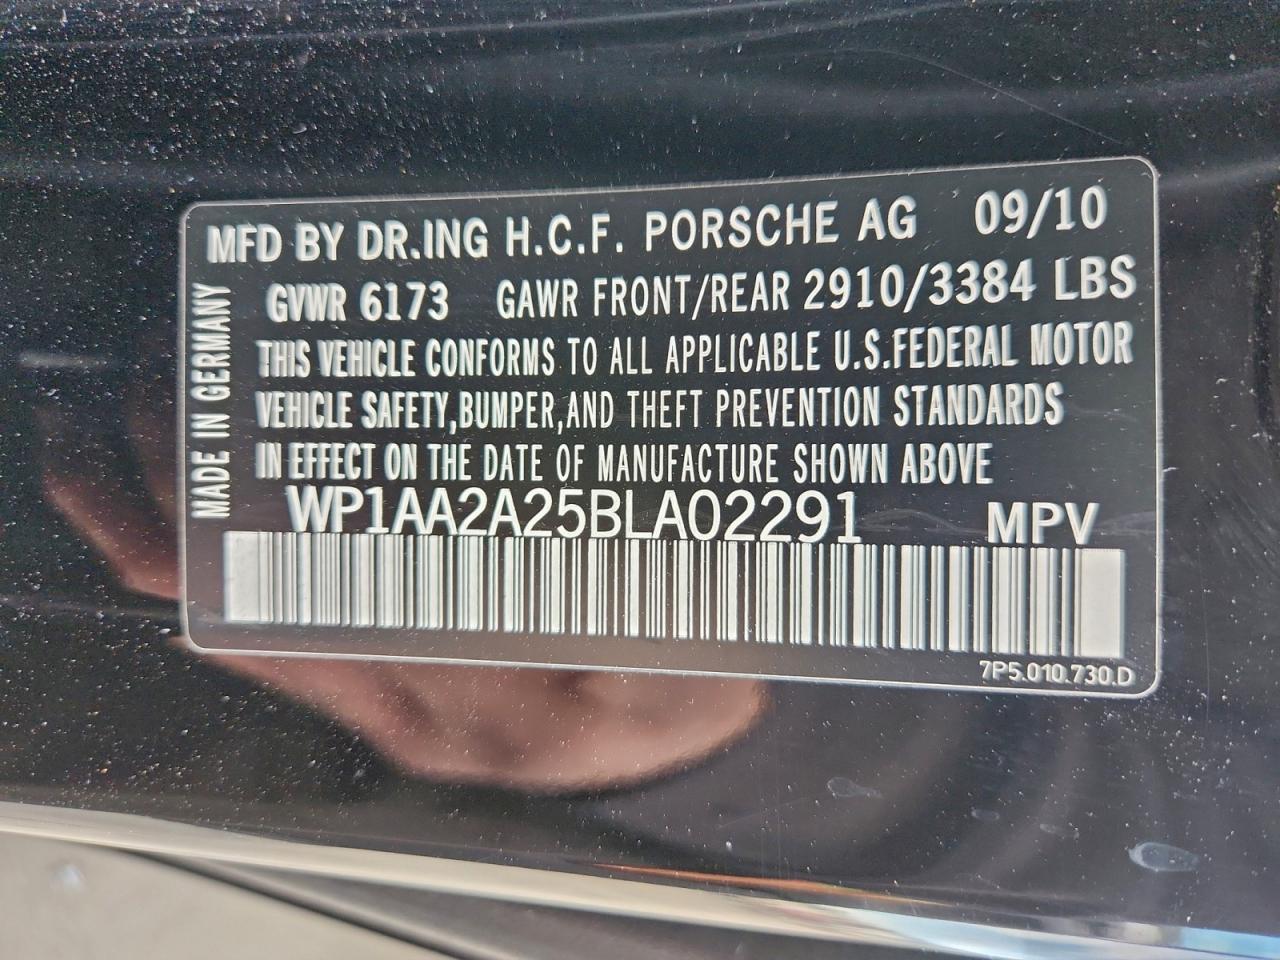 MFD BY DR.ING H.C.F. PORSCHE AG 09/10
GVWR 6173 GAWR FRONT/REAR 2910/3384 LBS
THIS VEHICLE CONFORMS TO ALL APPLICABLE U.S.FEDERAL MOTOR
VEHICLE SAFETY,BUMPER,AND THEFT PREVENTION STANDARDS
IN EFFECT ON THE DATE OF MANUFACTURE SHOWN ABOVE
WP1AA2A25BLA02291 MPV
7P5.010.730.D
MADE IN GERMANY